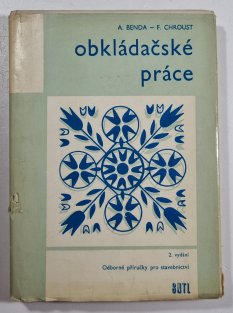 A. BENDA – F. CHROUST
obkládačské
práce
2. vydání
Odborné příručky pro stavebnictví
SNTL